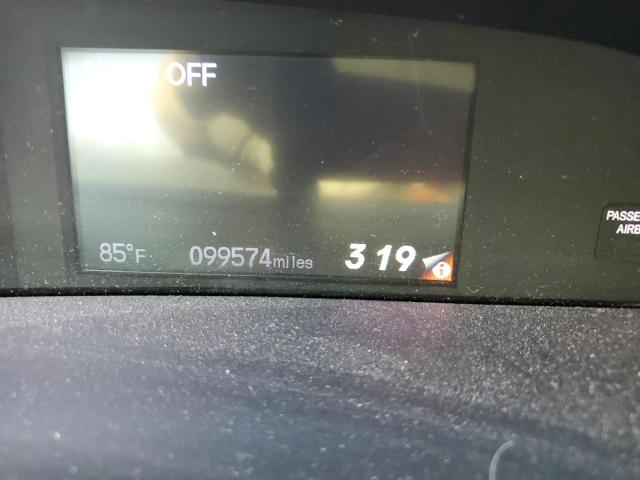 OFF
PASSE
AIRB
85°F 099574miles 3 19